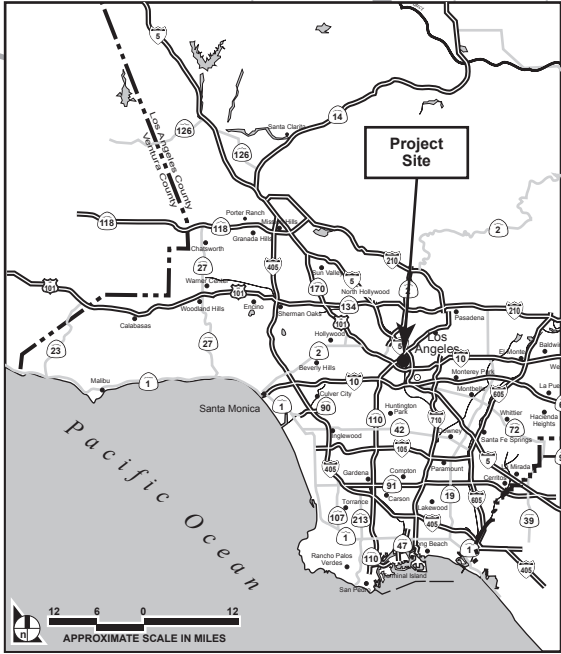 5
14
Santa Clarita
126
126
Los Angeles County
Ventura County
Project
Site
2
Porter Ranch
Mission Hills
118
118
Granada Hills
Chatsworth
405
210
27
Sun Valley
5
Warner Center
170
North Hollywood
2
101
101
134
210
Woodland Hills
Encino
Sherman Oaks
101
Pasadena
Calabasas
Hollywood
5
Los
Angeles
23
27
2
10
El Monte
Baldwin
Beverly Hills
Monterey Park
Malibu
1
10
Montebello
605
La Puente
Santa Monica
1
Culver City
90
Huntington
Park
Whittier
Hacienda
Heights
110
42
710
Downey
72
Inglewood
Santa Fe Springs
105
5
405
Gardena
Compton
Paramount
La Mirada
91
Cerritos
Carson
19
605
Torrance
Lakewood
107
213
405
39
1
47
Long Beach
1
Rancho Palos
Verdes
110
405
San Pedro
Terminal Island
Pacific Ocean
n
12 6 0 12
APPROXIMATE SCALE IN MILES